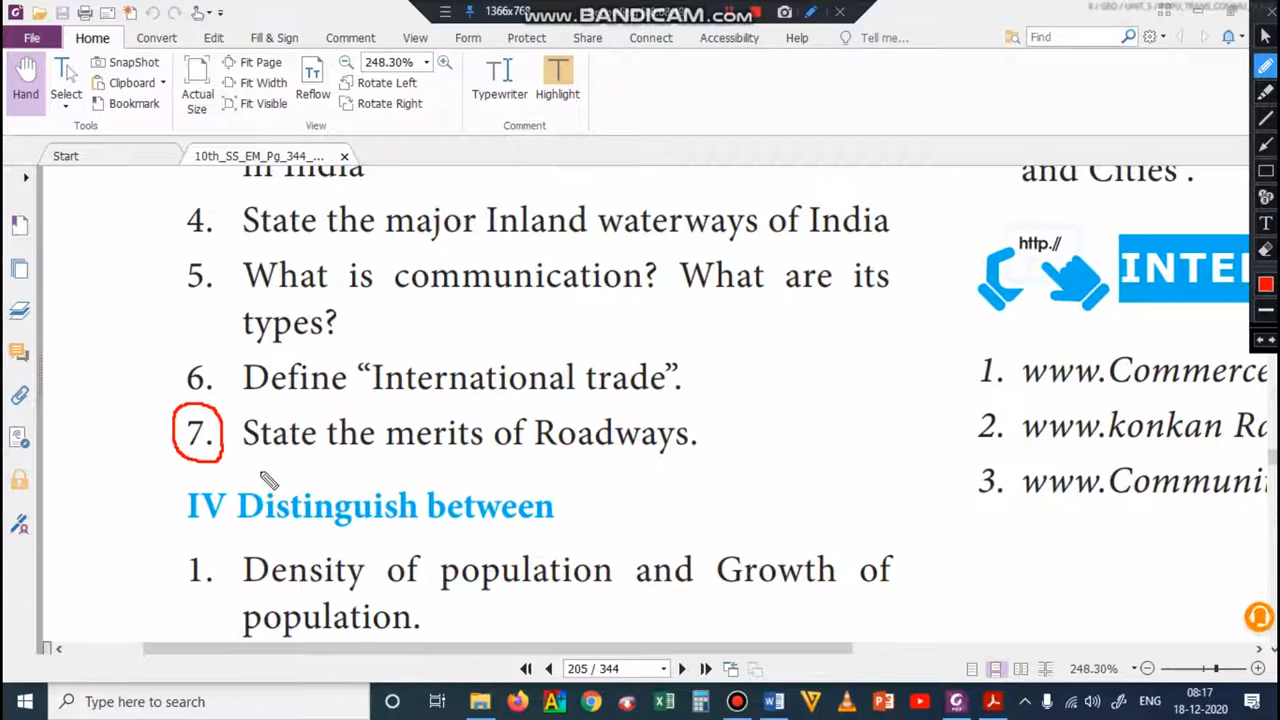 1366x768
www.BANDICAM.com
File Home Convert Edit Fill & Sign Comment View Form Protect Share Connect Accessibility Help Tell me... Find
Hand
Select
SnapShot
Clipboard
Bookmark
Tools
Actual Size
Fit Page
Fit Width
Fit Visible
Reflow
248.30%
Rotate Left
Rotate Right
View
Typewriter
Highlight
Comment
Start
10th_SS_EM_Pg_344_...
in India
4. State the major Inland waterways of India
5. What is communication? What are its
types?
6. Define “International trade”.
7. State the merits of Roadways.
IV Distinguish between
1. Density of population and Growth of
population.
and Cities .
http://
INTE
1. www.Commerce
2. www.konkan Ra
3. www.Communi
205 / 344
248.30%
Type here to search
ENG
08:17
18-12-2020